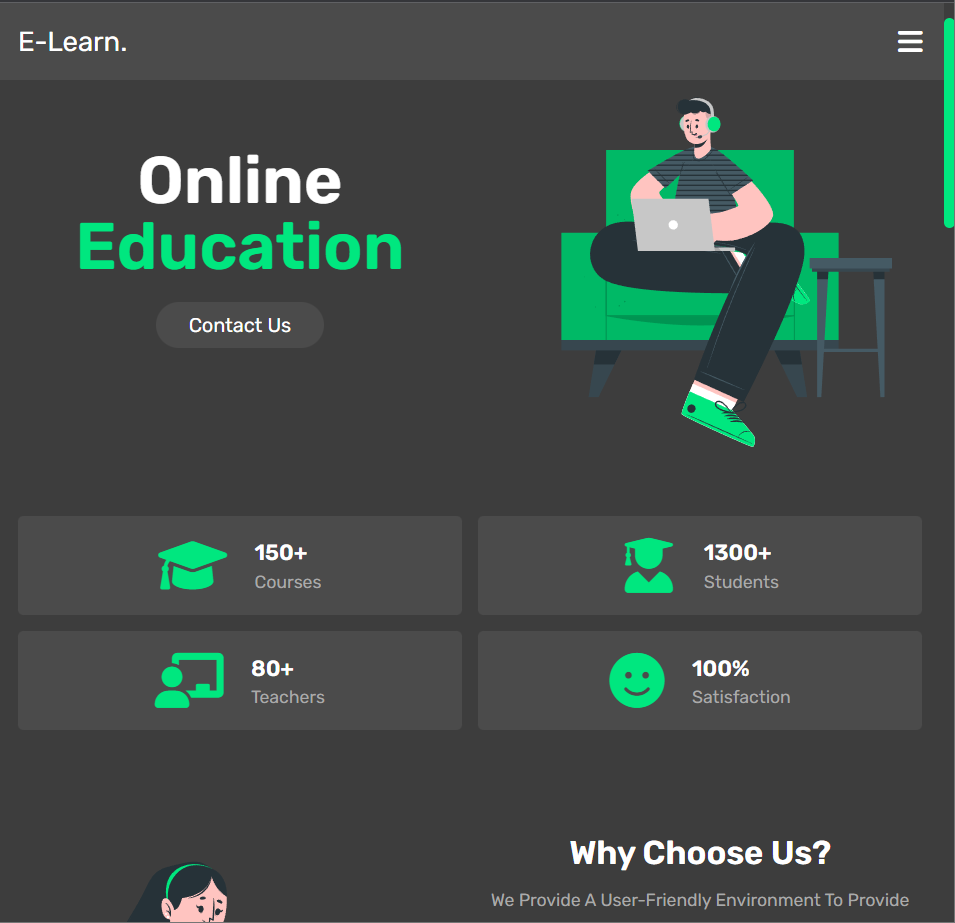 E-Learn.
Online
Education
Contact Us
150+
Courses
1300+
Students
80+
Teachers
100%
Satisfaction
Why Choose Us?
We Provide A User-Friendly Environment To Provide